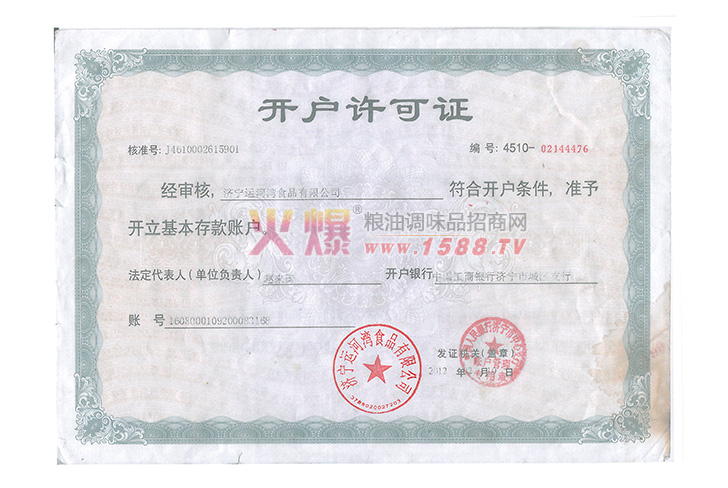 开户许可证
核准号: J4610002615901
编号: 4510-02144476
经审核, 济宁运河湾食品有限公司 符合开户条件, 准予
开立基本存款账户。
火爆® 粮油调味品招商网
www.1588.TV
法定代表人(单位负责人) 开户银行 中国工商银行济宁市城区支行
账 号 1608000109200083168
发证机关(盖章)
2012 年 月 日
济宁运河湾食品有限公司